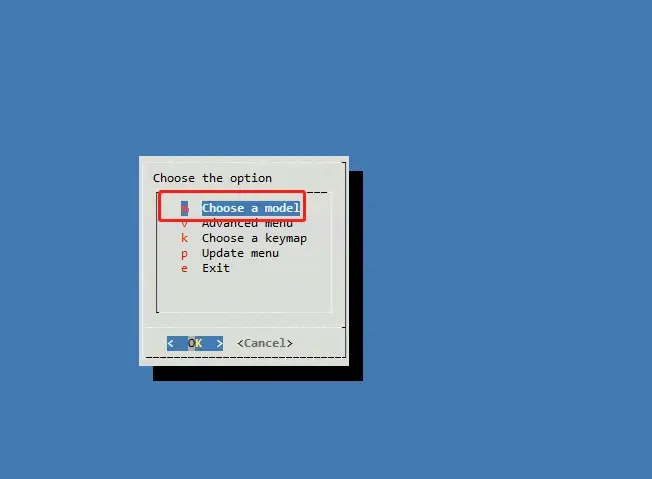 Choose the option
Choose a model
v Advanced menu
k Choose a keymap
p Update menu
e Exit
< OK > <Cancel>